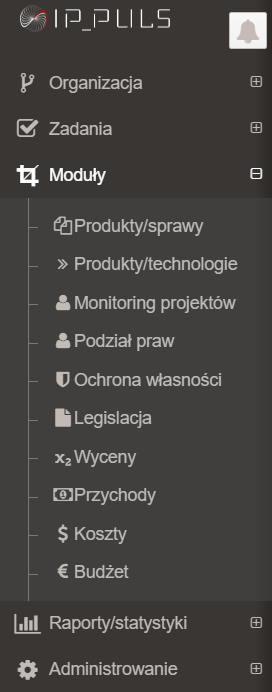 IP_PULS
Organizacja
Zadania
Moduły
Produkty/sprawy
Produkty/technologie
Monitoring projektów
Podział praw
Ochrona własności
Legislacja
Wyceny
Przychody
Koszty
Budżet
Raporty/statystyki
Administrowanie